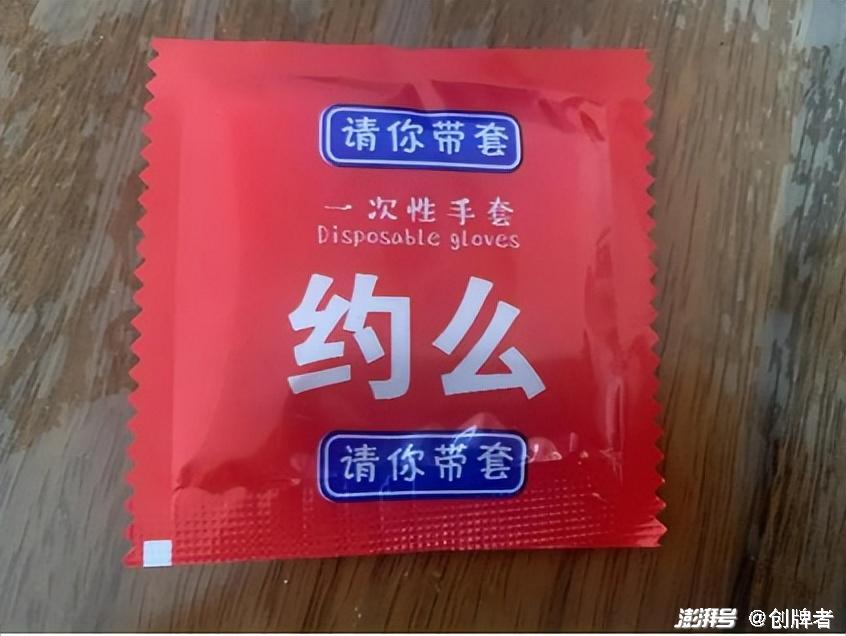 请你带套
一次性手套
Disposable gloves
约么
请你带套
澎湃号 @创牌者